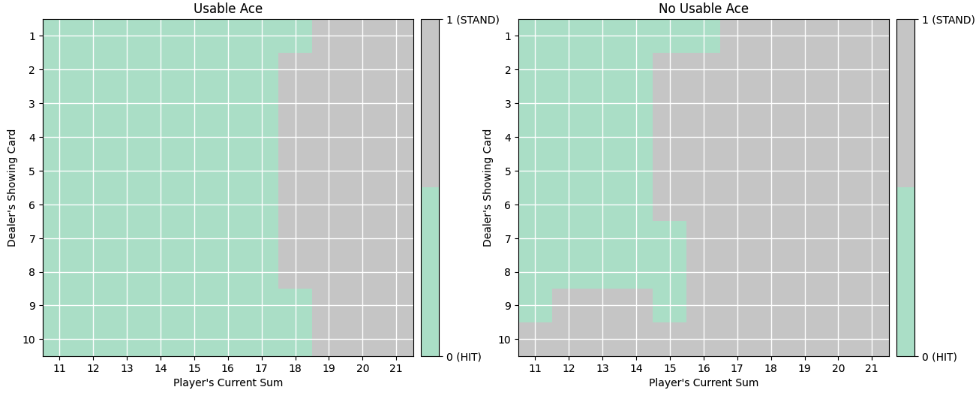 Usable Ace
1
2
3
4
5
6
7
8
9
10
Dealer's Showing Card
11 12 13 14 15 16 17 18 19 20 21
Player's Current Sum
1 (STAND)
0 (HIT)
No Usable Ace
1
2
3
4
5
6
7
8
9
10
Dealer's Showing Card
11 12 13 14 15 16 17 18 19 20 21
Player's Current Sum
1 (STAND)
0 (HIT)